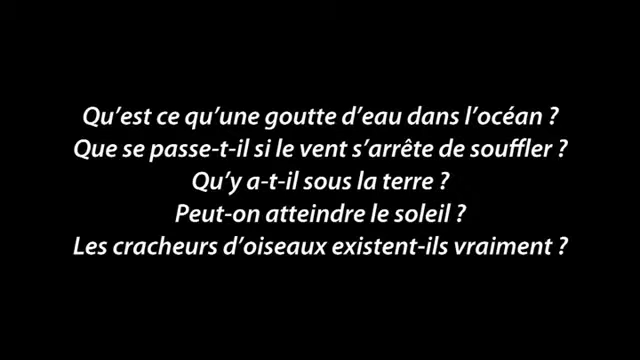 Qu’est ce qu’une goutte d’eau dans l’océan ?
Que se passe-t-il si le vent s’arrête de souffler ?
Qu’y a-t-il sous la terre ?
Peut-on atteindre le soleil ?
Les cracheurs d’oiseaux existent-ils vraiment ?